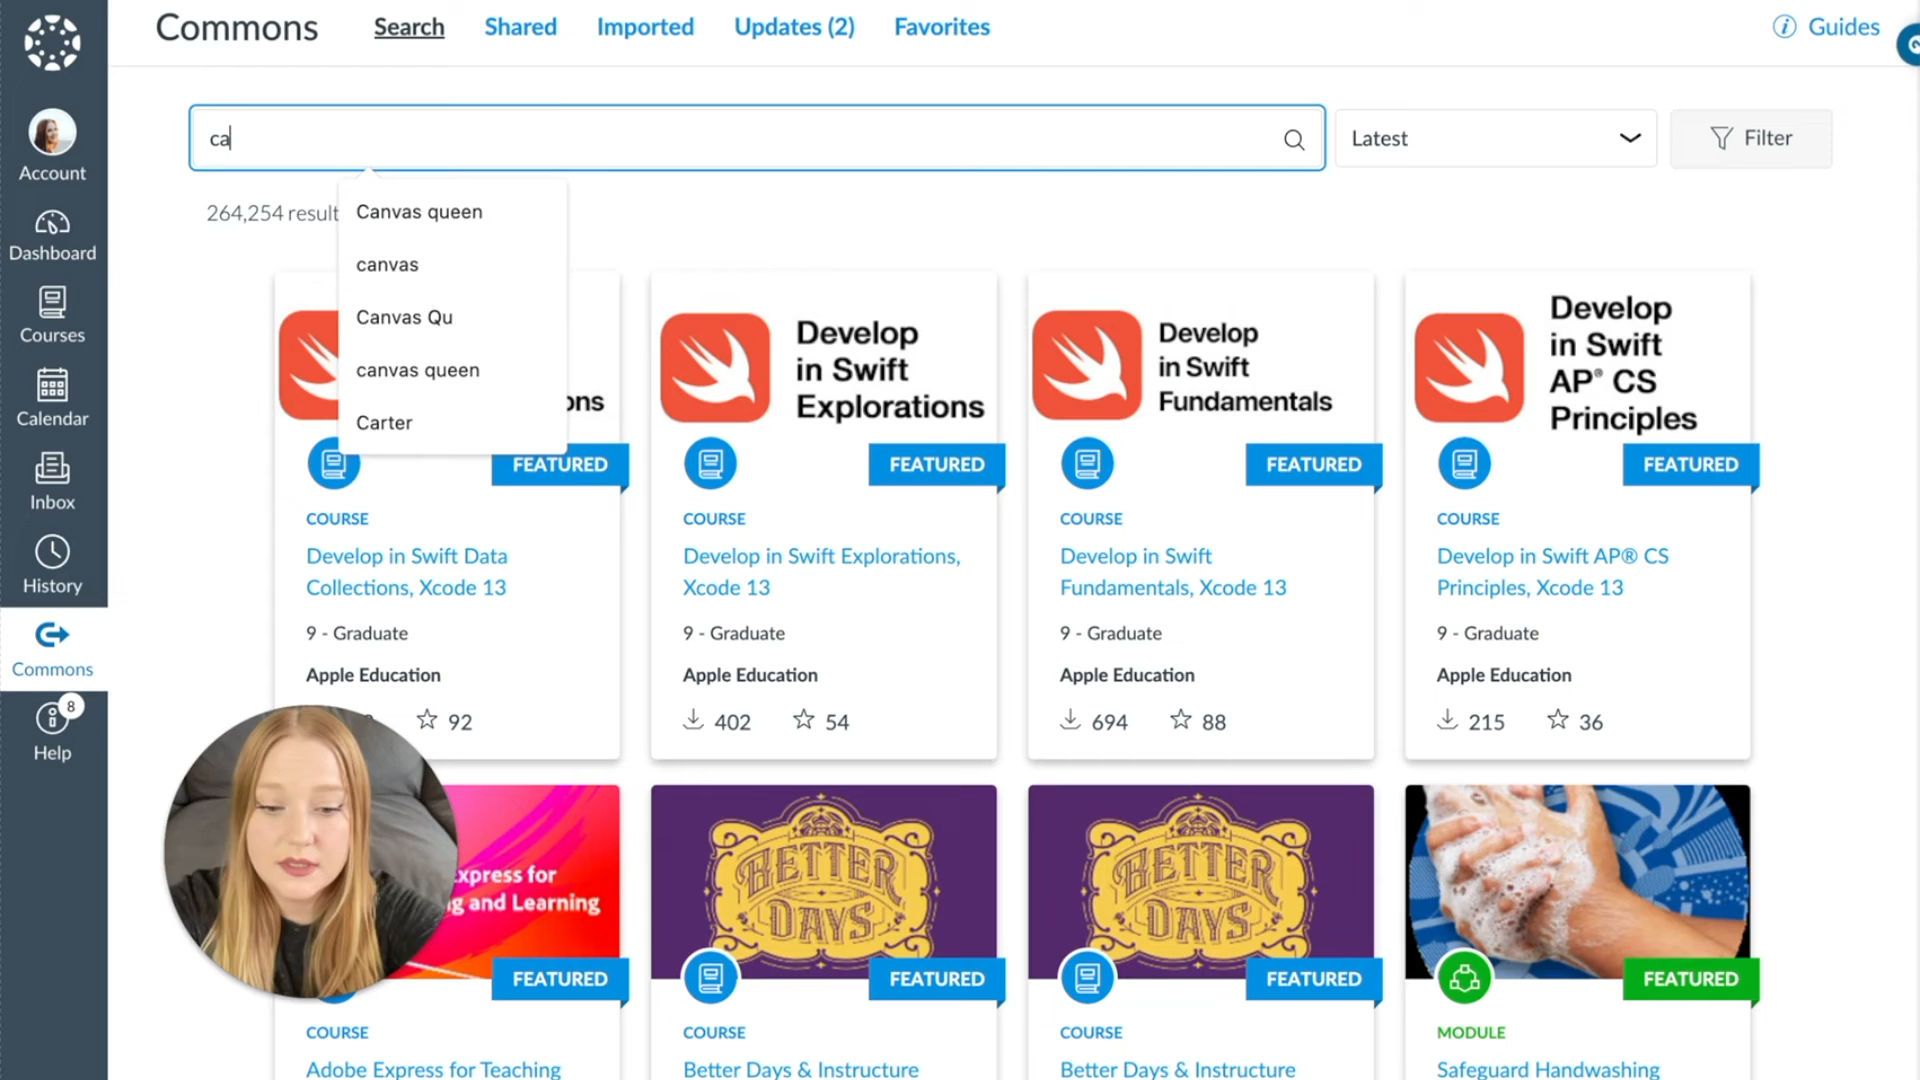 Commons
Search
Shared
Imported
Updates (2)
Favorites
Guides
ca
Latest
Filter
264,254 result
Canvas queen
canvas
Canvas Qu
canvas queen
Carter
Account
Dashboard
Courses
Calendar
Inbox
History
Commons
8
Help
ons
FEATURED
COURSE
Develop in Swift Data
Collections, Xcode 13
9 - Graduate
Apple Education
92
Develop
in Swift
Explorations
FEATURED
COURSE
Develop in Swift Explorations,
Xcode 13
9 - Graduate
Apple Education
402
54
Develop
in Swift
Fundamentals
FEATURED
COURSE
Develop in Swift
Fundamentals, Xcode 13
9 - Graduate
Apple Education
694
88
Develop
in Swift
AP® CS
Principles
FEATURED
COURSE
Develop in Swift AP® CS
Principles, Xcode 13
9 - Graduate
Apple Education
215
36
xpress for
g and Learning
FEATURED
COURSE
Adobe Express for Teaching
BETTER
DAYS
FEATURED
COURSE
Better Days & Instructure
BETTER
DAYS
FEATURED
COURSE
Better Days & Instructure
FEATURED
MODULE
Safeguard Handwashing